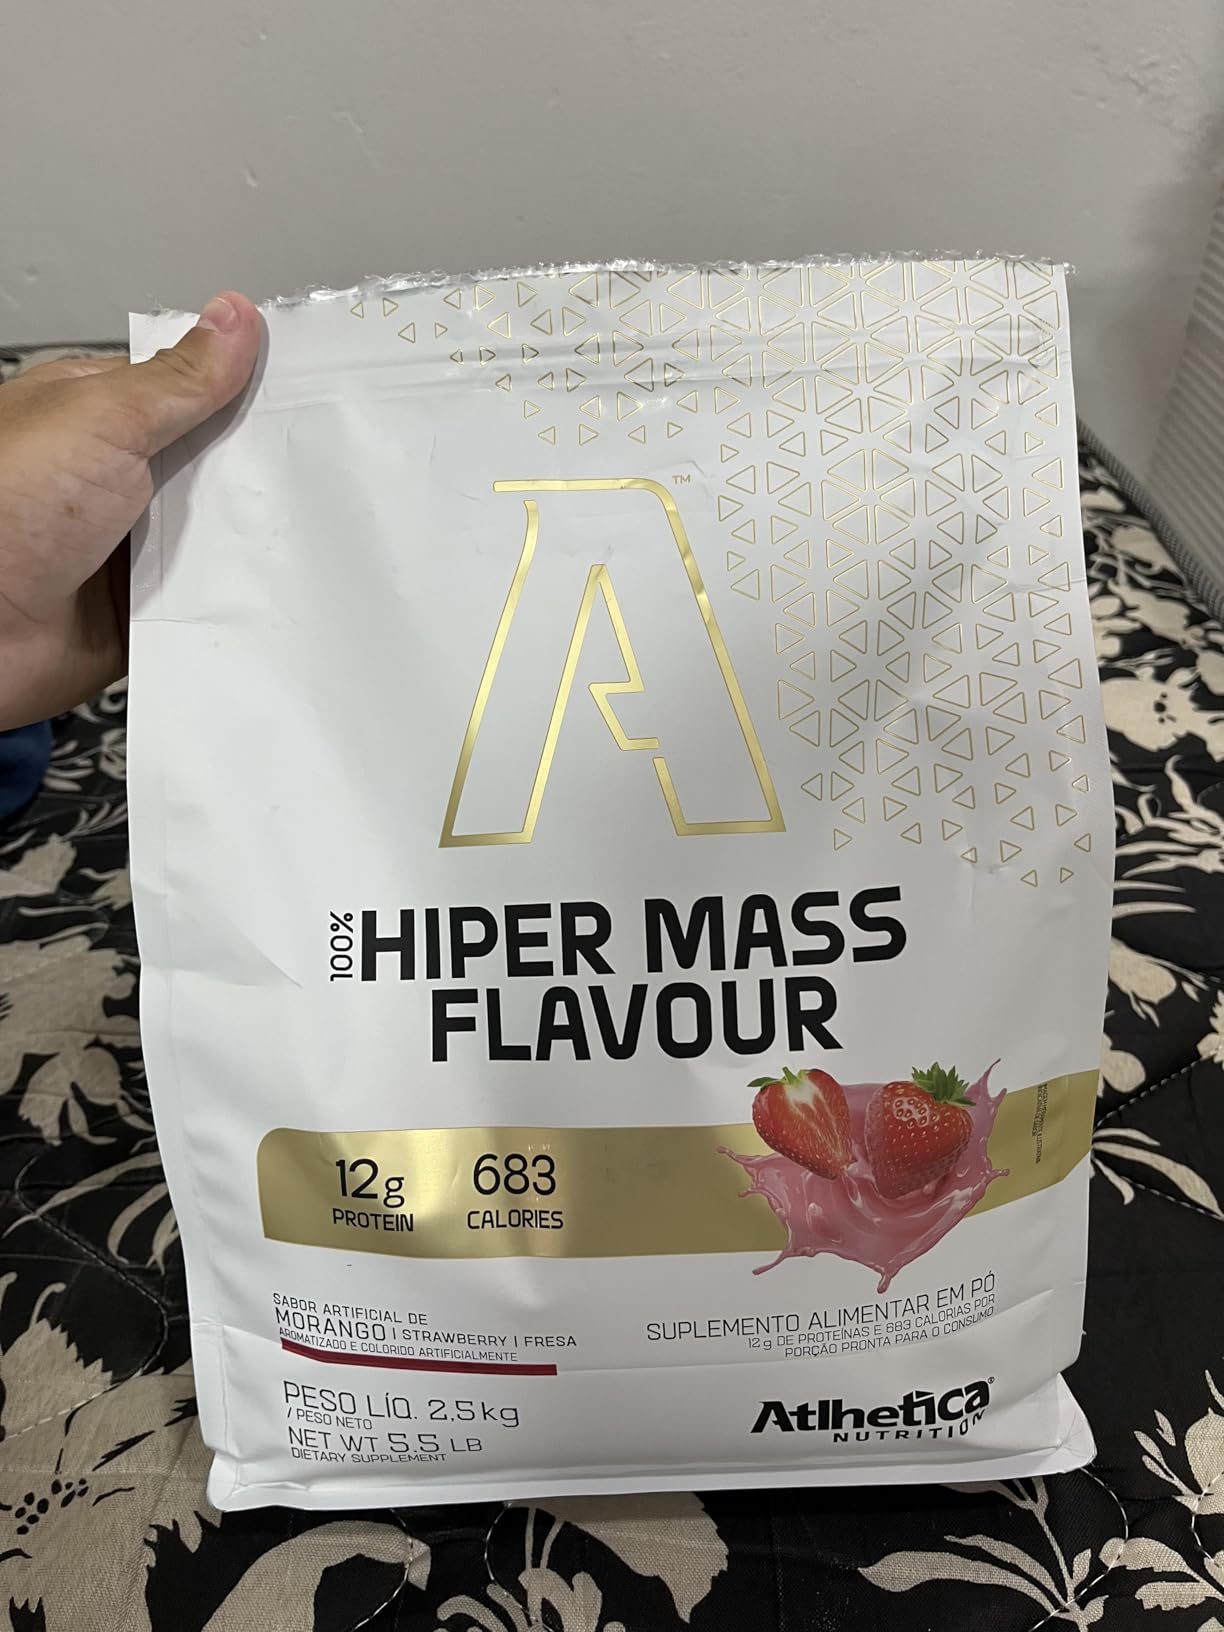 TM
100% HIPER MASS
FLAVOUR
12g
PROTEIN
683
CALORIES
SABOR ARTIFICIAL DE
MORANGO | STRAWBERRY | FRESA
AROMATIZADO E COLORIDO ARTIFICIALMENTE
SUPLEMENTO ALIMENTAR EM PÓ
12g DE PROTEÍNAS E 683 CALORIAS POR
PORÇÃO PRONTA PARA O CONSUMO
PESO LÍQ. 2,5kg
/ PESO NETO
NET WT 5.5 LB
DIETARY SUPPLEMENT
Atlhetica®
NUTRITION